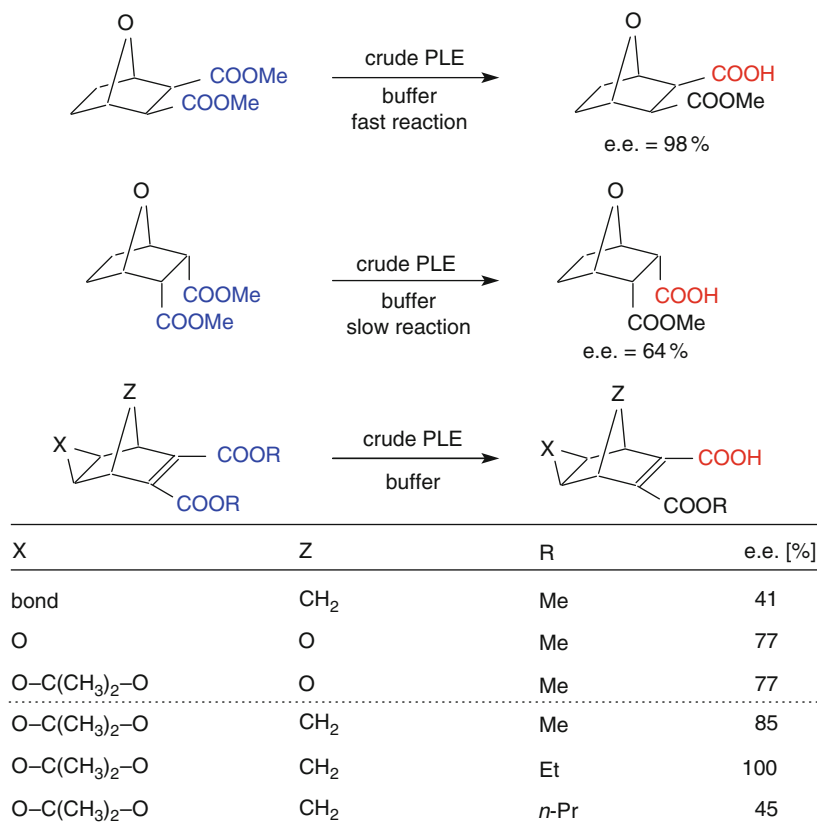 O
COOMe
COOMe
crude PLE
buffer
fast reaction
O
COOH
COOMe
e.e. = 98 %
O
COOMe
COOMe
crude PLE
buffer
slow reaction
O
COOH
COOMe
e.e. = 64 %
Z
X
COOR
COOR
crude PLE
buffer
Z
X
COOH
COOR
X Z R e.e. [%]
bond CH₂ Me 41
O O Me 77
O–C(CH₃)₂–O O Me 77
O–C(CH₃)₂–O CH₂ Me 85
O–C(CH₃)₂–O CH₂ Et 100
O–C(CH₃)₂–O CH₂ n-Pr 45